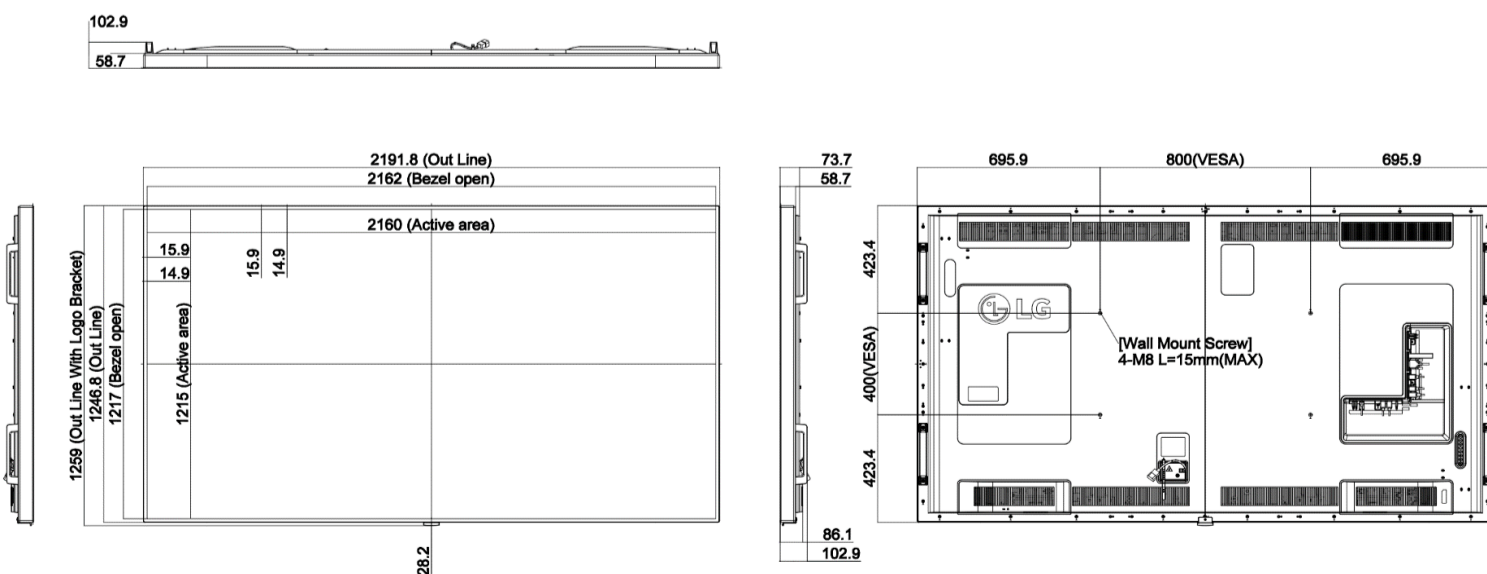 102.9
58.7
2191.8 (Out Line)
2162 (Bezel open)
2160 (Active area)
15.9
14.9
15.9
14.9
1259 (Out Line With Logo Bracket)
1246.8 (Out Line)
1217 (Bezel open)
1215 (Active area)
28.2
73.7
58.7
86.1
102.9
695.9
800(VESA)
695.9
423.4
400(VESA)
423.4
LG
[Wall Mount Screw]
4-M8 L=15mm(MAX)